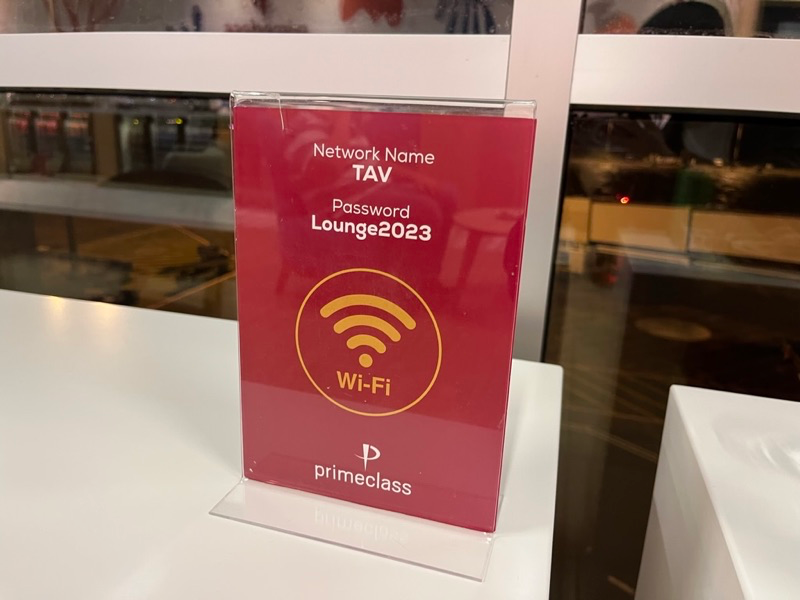 Network Name
TAV
Password
Lounge2023
Wi-Fi
primeclass